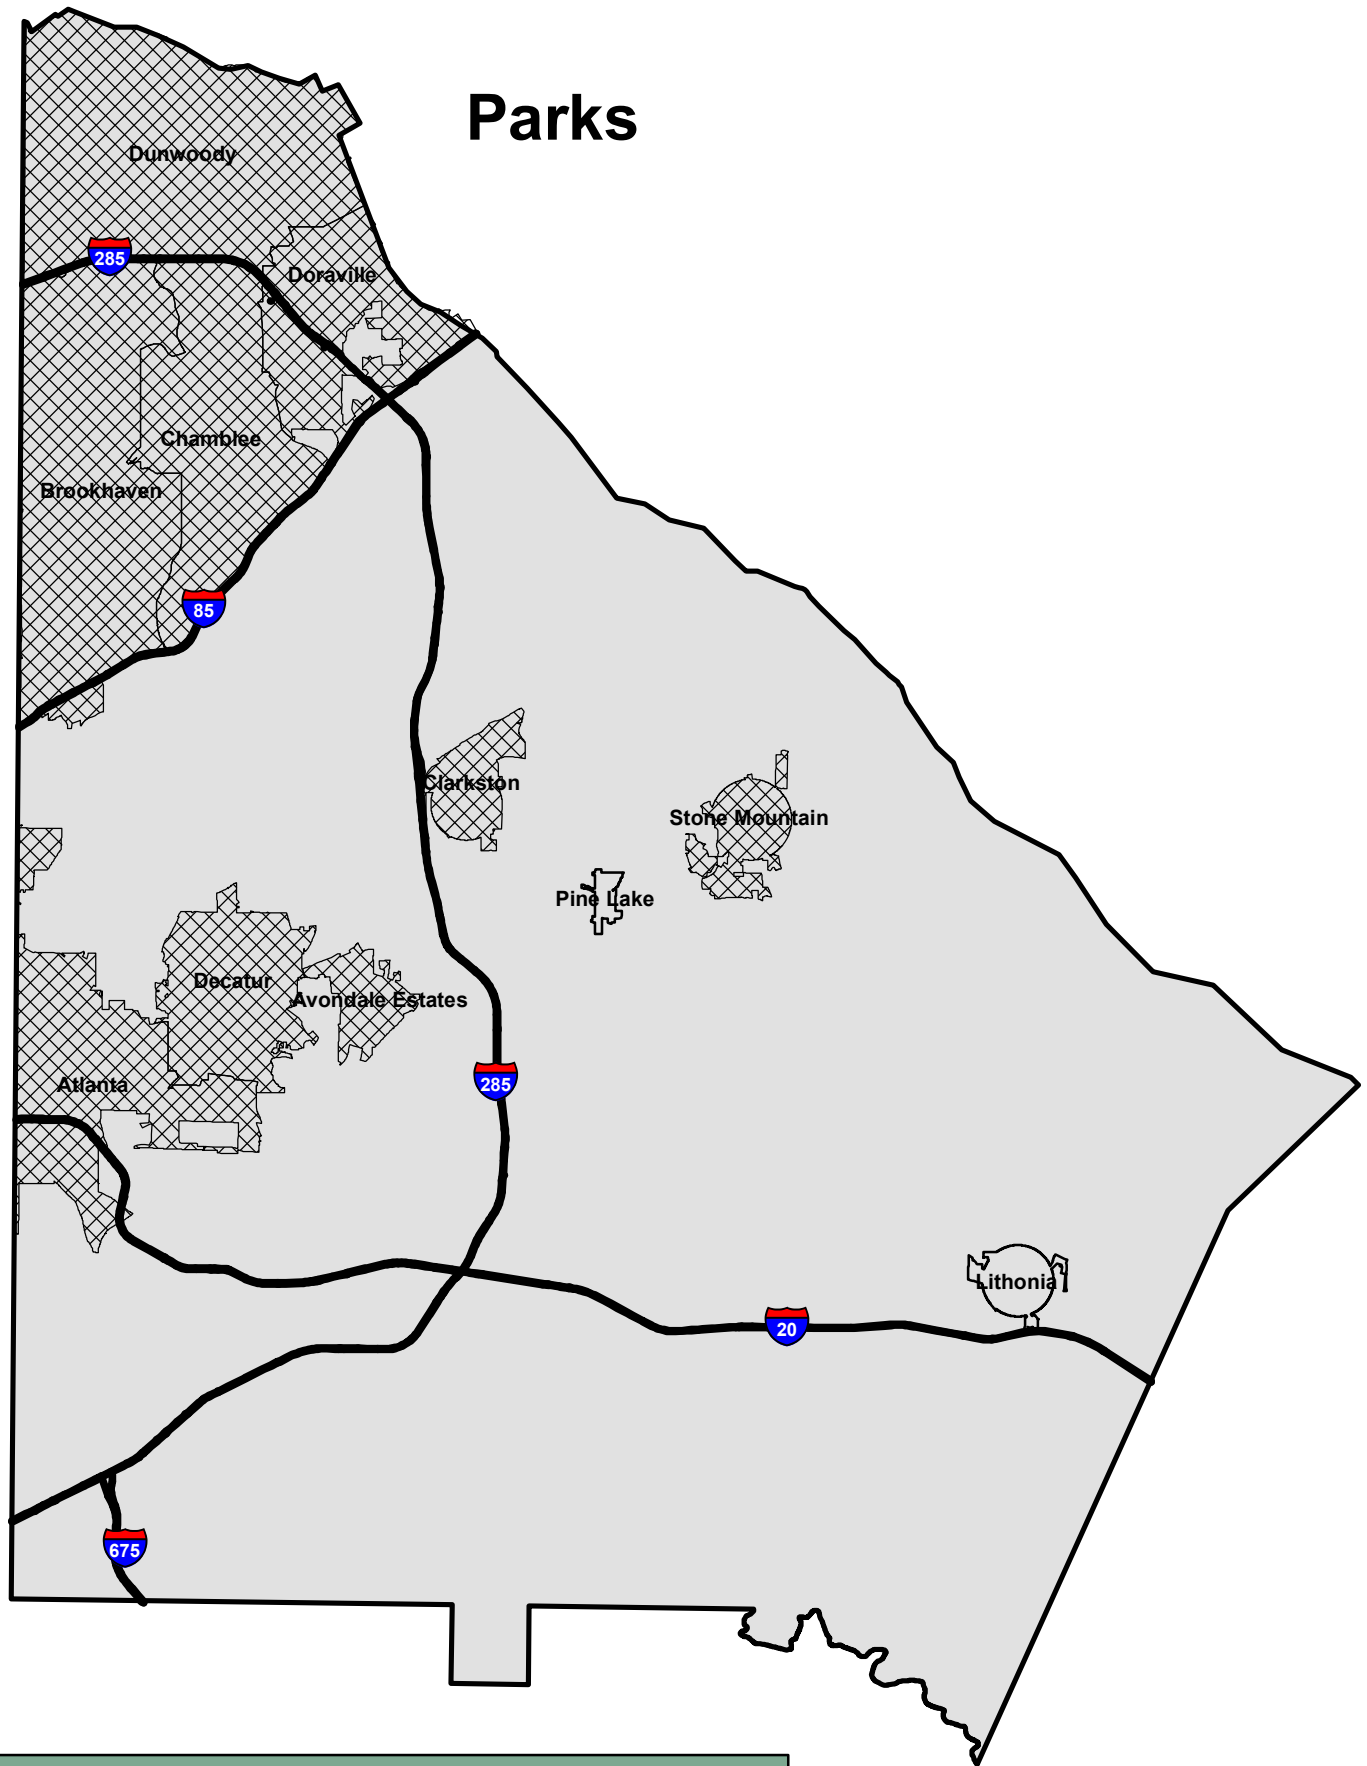 Parks
Dunwoody
285
Doraville
Chamblee
Brookhaven
85
Clarkston
Stone Mountain
Pine Lake
Decatur
Avondale Estates
Atlanta
285
Lithonia
20
675